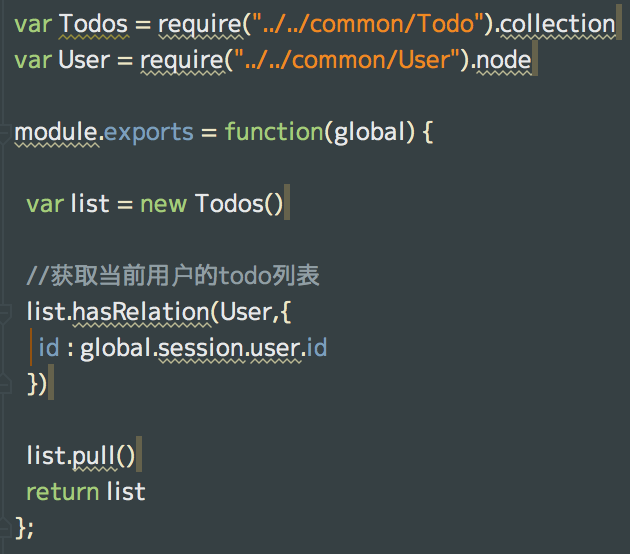 var Todos = require("../../common/Todo").collection
var User = require("../../common/User").node
module.exports = function(global) {
var list = new Todos()
//获取当前用户的todo列表
list.hasRelation(User,{
id : global.session.user.id
})
list.pull()
return list
};